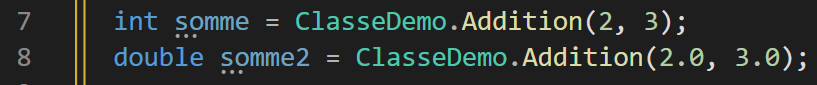 7 int somme = ClasseDemo.Addition(2, 3);
8 double somme2 = ClasseDemo.Addition(2.0, 3.0);